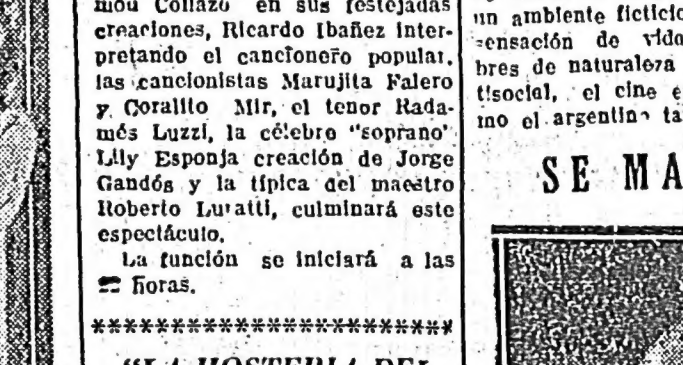 mou Collazo en sus festejadas
creaciones, Ricardo Ibañez inter-
pretando el cancionero popular,
las cancionistas Marujita Falero
y Coralito Mir, el tenor Rada-
més Luzzi, la célebre "soprano"
Lily Esponja creación de Jorge
Gandós y la típica del maestro
Roberto Luratti, culminará este
espectáculo.
La función se iniciará a las
horas.
*********************
"LA HOSTERIA DEL
un ambiente ficticio
sensación de vida
bres de naturaleza
tisocial, el cine e
mo el argentino ta
SE MA